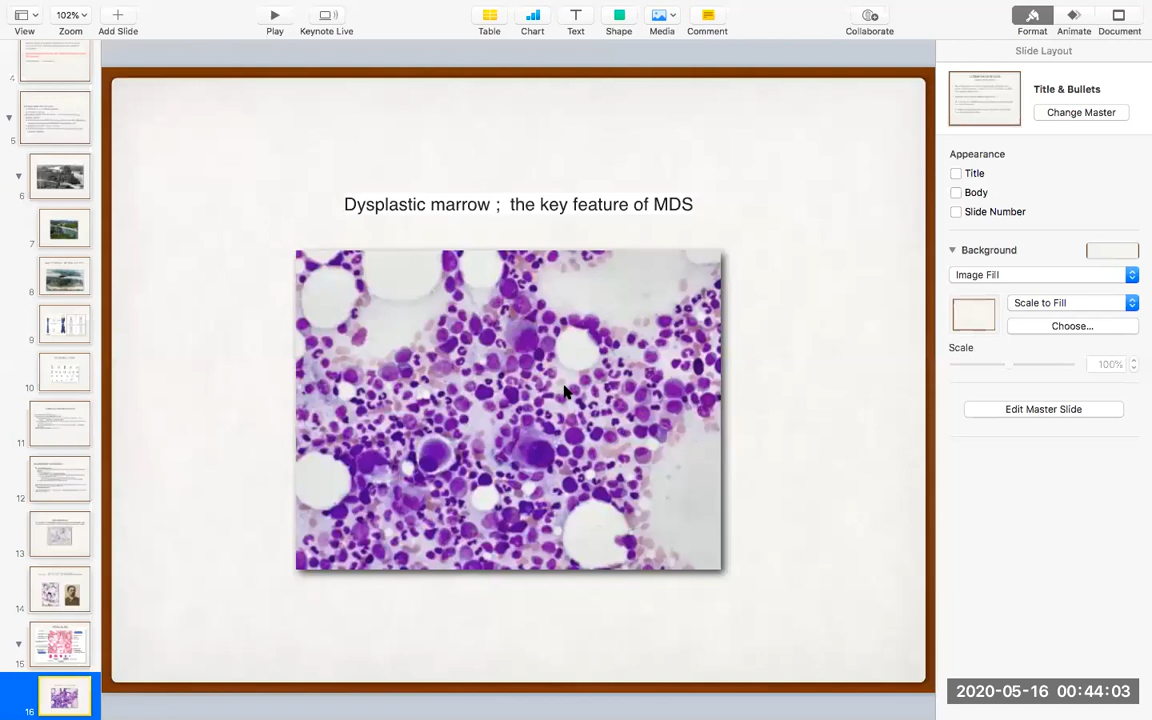 102%
View
Zoom
Add Slide
Play
Keynote Live
Table
Chart
Text
Shape
Media
Comment
Collaborate
Format
Animate
Document
4
5
6
7
8
9
10
11
12
13
14
15
16
Dysplastic marrow ; the key feature of MDS
Slide Layout
Title & Bullets
Change Master
Appearance
Title
Body
Slide Number
Background
Image Fill
Scale to Fill
Choose...
Scale
100%
Edit Master Slide
2020-05-16 00:44:03